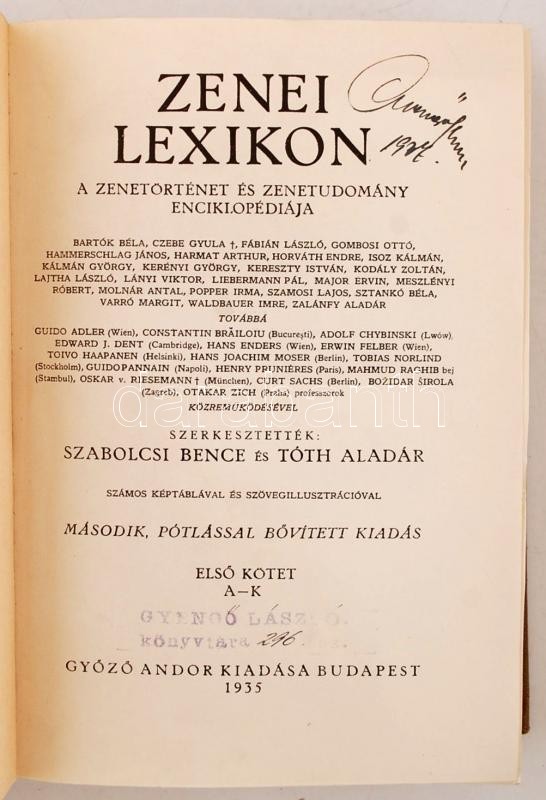 ZENEI
LEXIKON
1937.
A ZENETÖRTÉNET ÉS ZENETUDOMÁNY
ENCIKLOPÉDIÁJA
BARTÓK BÉLA, CZEBE GYULA †, FÁBIÁN LÁSZLÓ, GOMBOSI OTTÓ,
HAMMERSCHLAG JÁNOS, HARMAT ARTHUR, HORVÁTH ENDRE, ISOZ KÁLMÁN,
KÁLMÁN GYÖRGY, KERÉNYI GYÖRGY, KERESZTY ISTVÁN, KODÁLY ZOLTÁN,
LAJTHA LÁSZLÓ, LÁNYI VIKTOR, LIEBERMANN PÁL, MAJOR ERVIN, MESZLÉNYI
RÓBERT, MOLNÁR ANTAL, POPPER IRMA, SZAMOSI LAJOS, SZTANKÓ BÉLA,
VARRÓ MARGIT, WALDBAUER IMRE, ZALÁNFY ALADÁR
TOVÁBBÁ
GUIDO ADLER (Wien), CONSTANTIN BRĂILOIU (Bucureşti), ADOLF CHYBINSKI (Lwów),
EDWARD J. DENT (Cambridge), HANS ENDERS (Wien), ERWIN FELBER (Wien),
TOIVO HAAPANEN (Helsinki), HANS JOACHIM MOSER (Berlin), TOBIAS NORLIND
(Stockholm), GUIDO PANNAIN (Napoli), HENRY PRUNIÈRES (Paris), MAHMUD RAGHIB bej
(Stambul), OSKAR v. RIESEMANN † (München), CURT SACHS (Berlin), BOŽIDAR ŠIROLA
(Zagreb), OTAKAR ZICH (Praha) professzorok
KÖZREMŰKÖDÉSÉVEL
darabanth
SZERKESZTETTÉK:
SZABOLCSI BENCE ÉS TÓTH ALADÁR
SZÁMOS KÉPTÁBLÁVAL ÉS SZÖVEGILLUSZTRÁCIÓVAL
MÁSODIK, PÓTLÁSSAL BŐVÍTETT KIADÁS
ELSŐ KÖTET
A—K
GYENGŐ LÁSZLÓ.
könyvtára 296.
GYŐZŐ ANDOR KIADÁSA BUDAPEST
1935